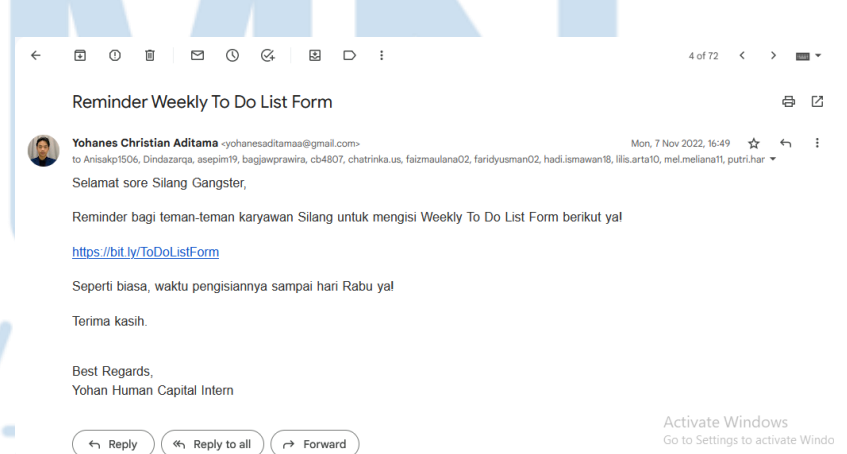 4 of 72
Reminder Weekly To Do List Form
Yohanes Christian Aditama <yohanesaditamaa@gmail.com>
Mon, 7 Nov 2022, 16:49
to Anisakp1506, Dindazarqa, asepim19, bagjawprawira, cb4807, chatrinka.us, faizmaulana02, faridyusman02, hadi.ismawan18, lilis.arta10, mel.meliana11, putri.har
Selamat sore Silang Gangster,
Reminder bagi teman-teman karyawan Silang untuk mengisi Weekly To Do List Form berikut ya!
https://bit.ly/ToDoListForm
Seperti biasa, waktu pengisiannya sampai hari Rabu ya!
Terima kasih.
Best Regards,
Yohan Human Capital Intern
Reply
Reply to all
Forward
Activate Windows
Go to Settings to activate Windo